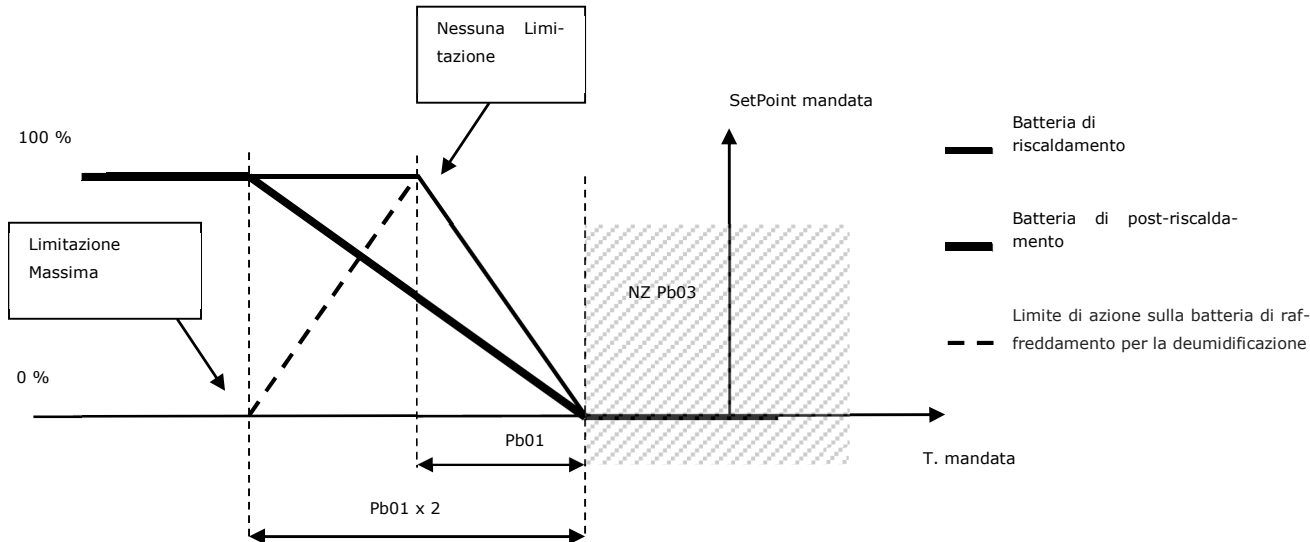 Nessuna Limi-
tazione
SetPoint mandata
100 %
Batteria di
riscaldamento
Limitazione
Massima
Batteria di post-riscalda-
mento
NZ Pb03
Limite di azione sulla batteria di raf-
freddamento per la deumidificazione
0 %
Pb01
T. mandata
Pb01 x 2